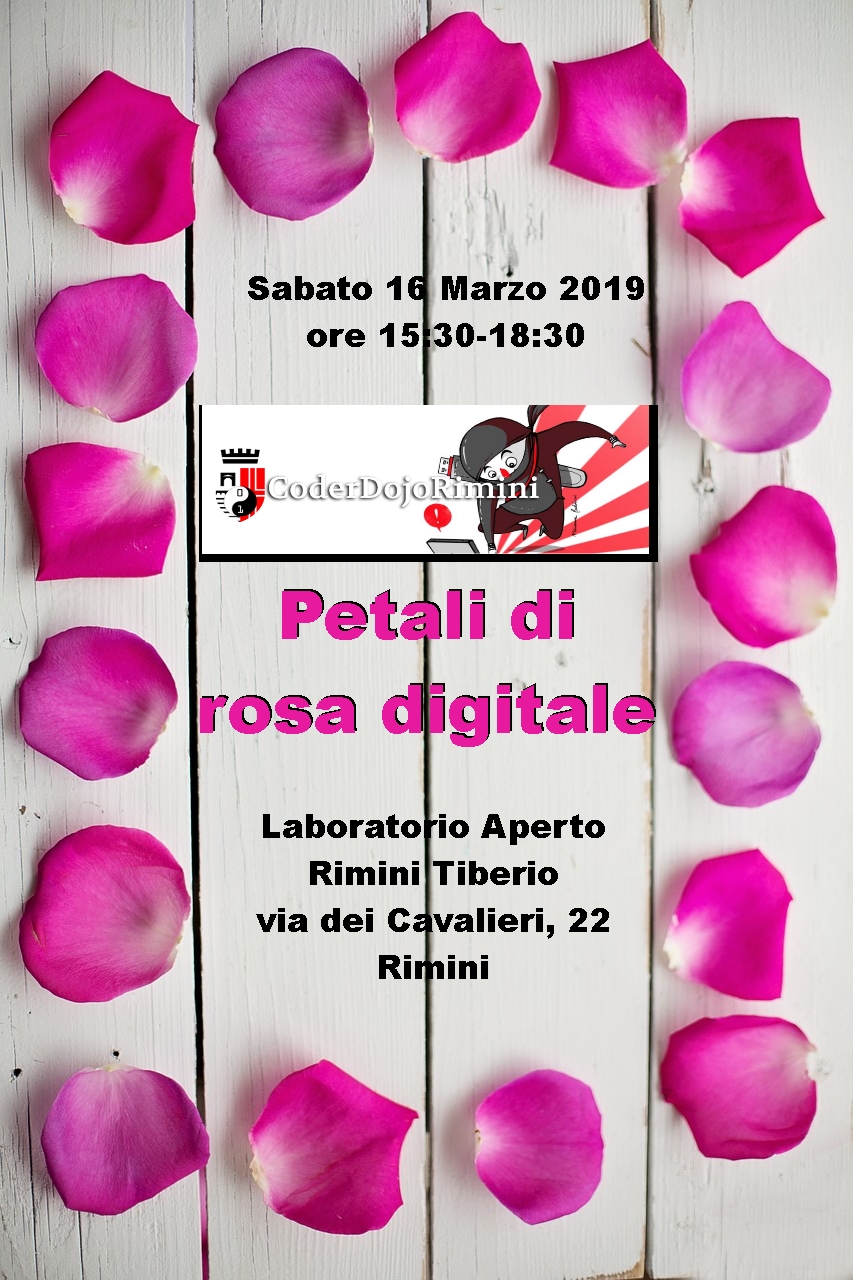 Sabato 16 Marzo 2019
ore 15:30-18:30
CoderDojoRimini
Petali di
rosa digitale
Laboratorio Aperto
Rimini Tiberio
via dei Cavalieri, 22
Rimini